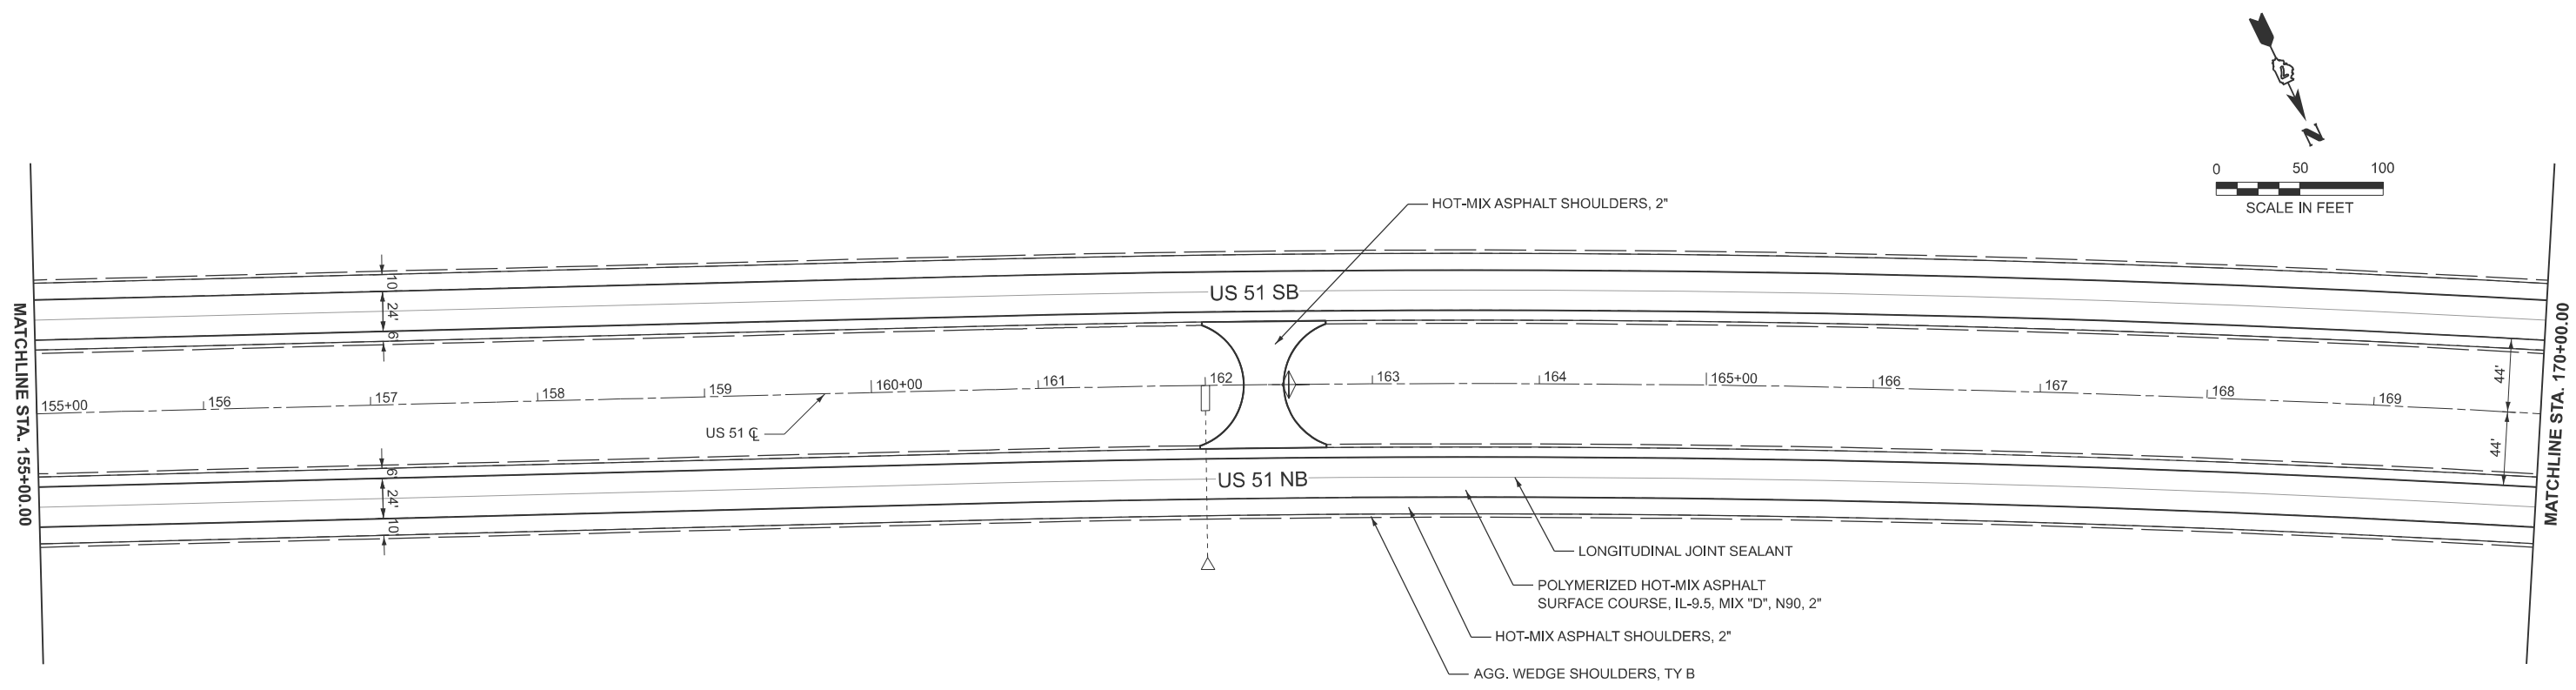 N
0 50 100
SCALE IN FEET
HOT-MIX ASPHALT SHOULDERS, 2"
MATCHLINE STA. 155+00.00
MATCHLINE STA. 170+00.00
10'
24'
6'
US 51 SB
155+00 156 157 158 159 160+00 161 162 163 164 165+00 166 167 168 169
44'
44'
US 51 ℄
6'
24'
10'
US 51 NB
LONGITUDINAL JOINT SEALANT
POLYMERIZED HOT-MIX ASPHALT
SURFACE COURSE, IL-9.5, MIX "D", N90, 2"
HOT-MIX ASPHALT SHOULDERS, 2"
AGG. WEDGE SHOULDERS, TY B